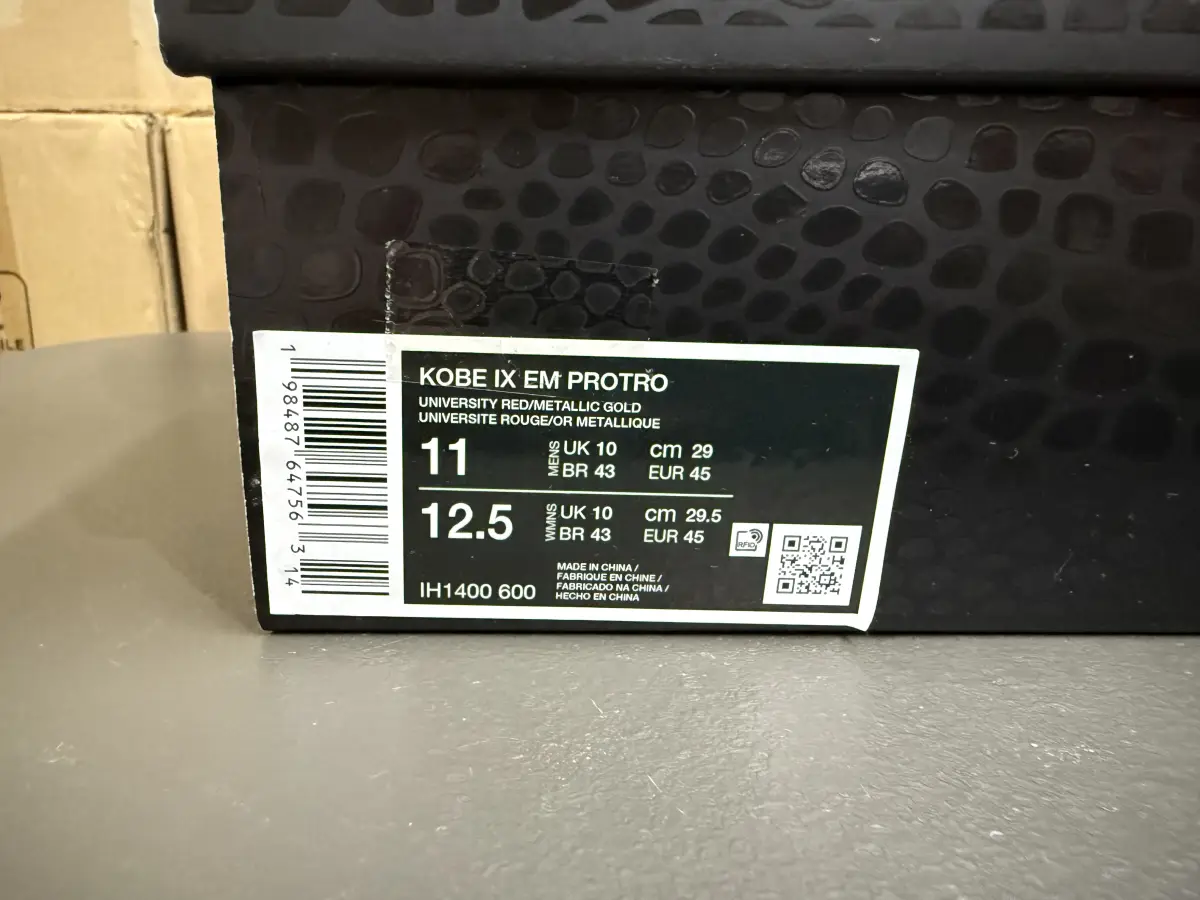 KOBE IX EM PROTRO
UNIVERSITY RED/METALLIC GOLD
UNIVERSITE ROUGE/OR METALLIQUE
11 MENS UK 10 cm 29
BR 43 EUR 45
12.5 WMNS UK 10 cm 29.5
BR 43 EUR 45
RFID
MADE IN CHINA /
FABRIQUE EN CHINE /
FABRICADO NA CHINA /
HECHO EN CHINA
IH1400 600
1 98487 64756 3 14
ILE